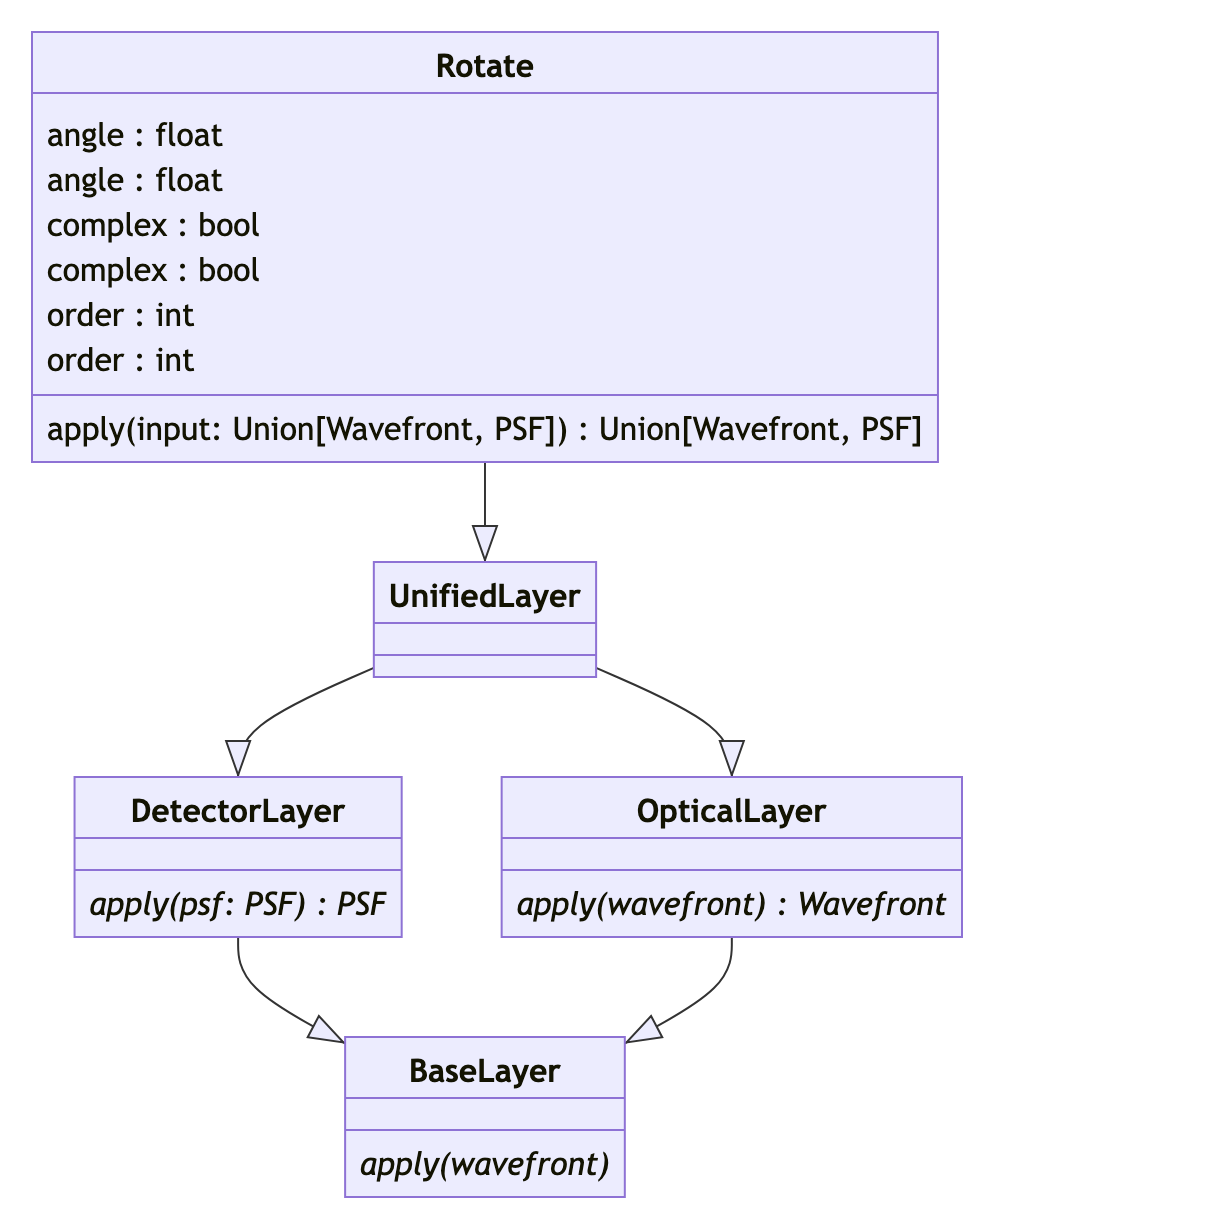 Rotate
angle : float
angle : float
complex : bool
complex : bool
order : int
order : int
apply(input: Union[Wavefront, PSF]) : Union[Wavefront, PSF]
UnifiedLayer
DetectorLayer
apply(psf: PSF) : PSF
OpticalLayer
apply(wavefront) : Wavefront
BaseLayer
apply(wavefront)